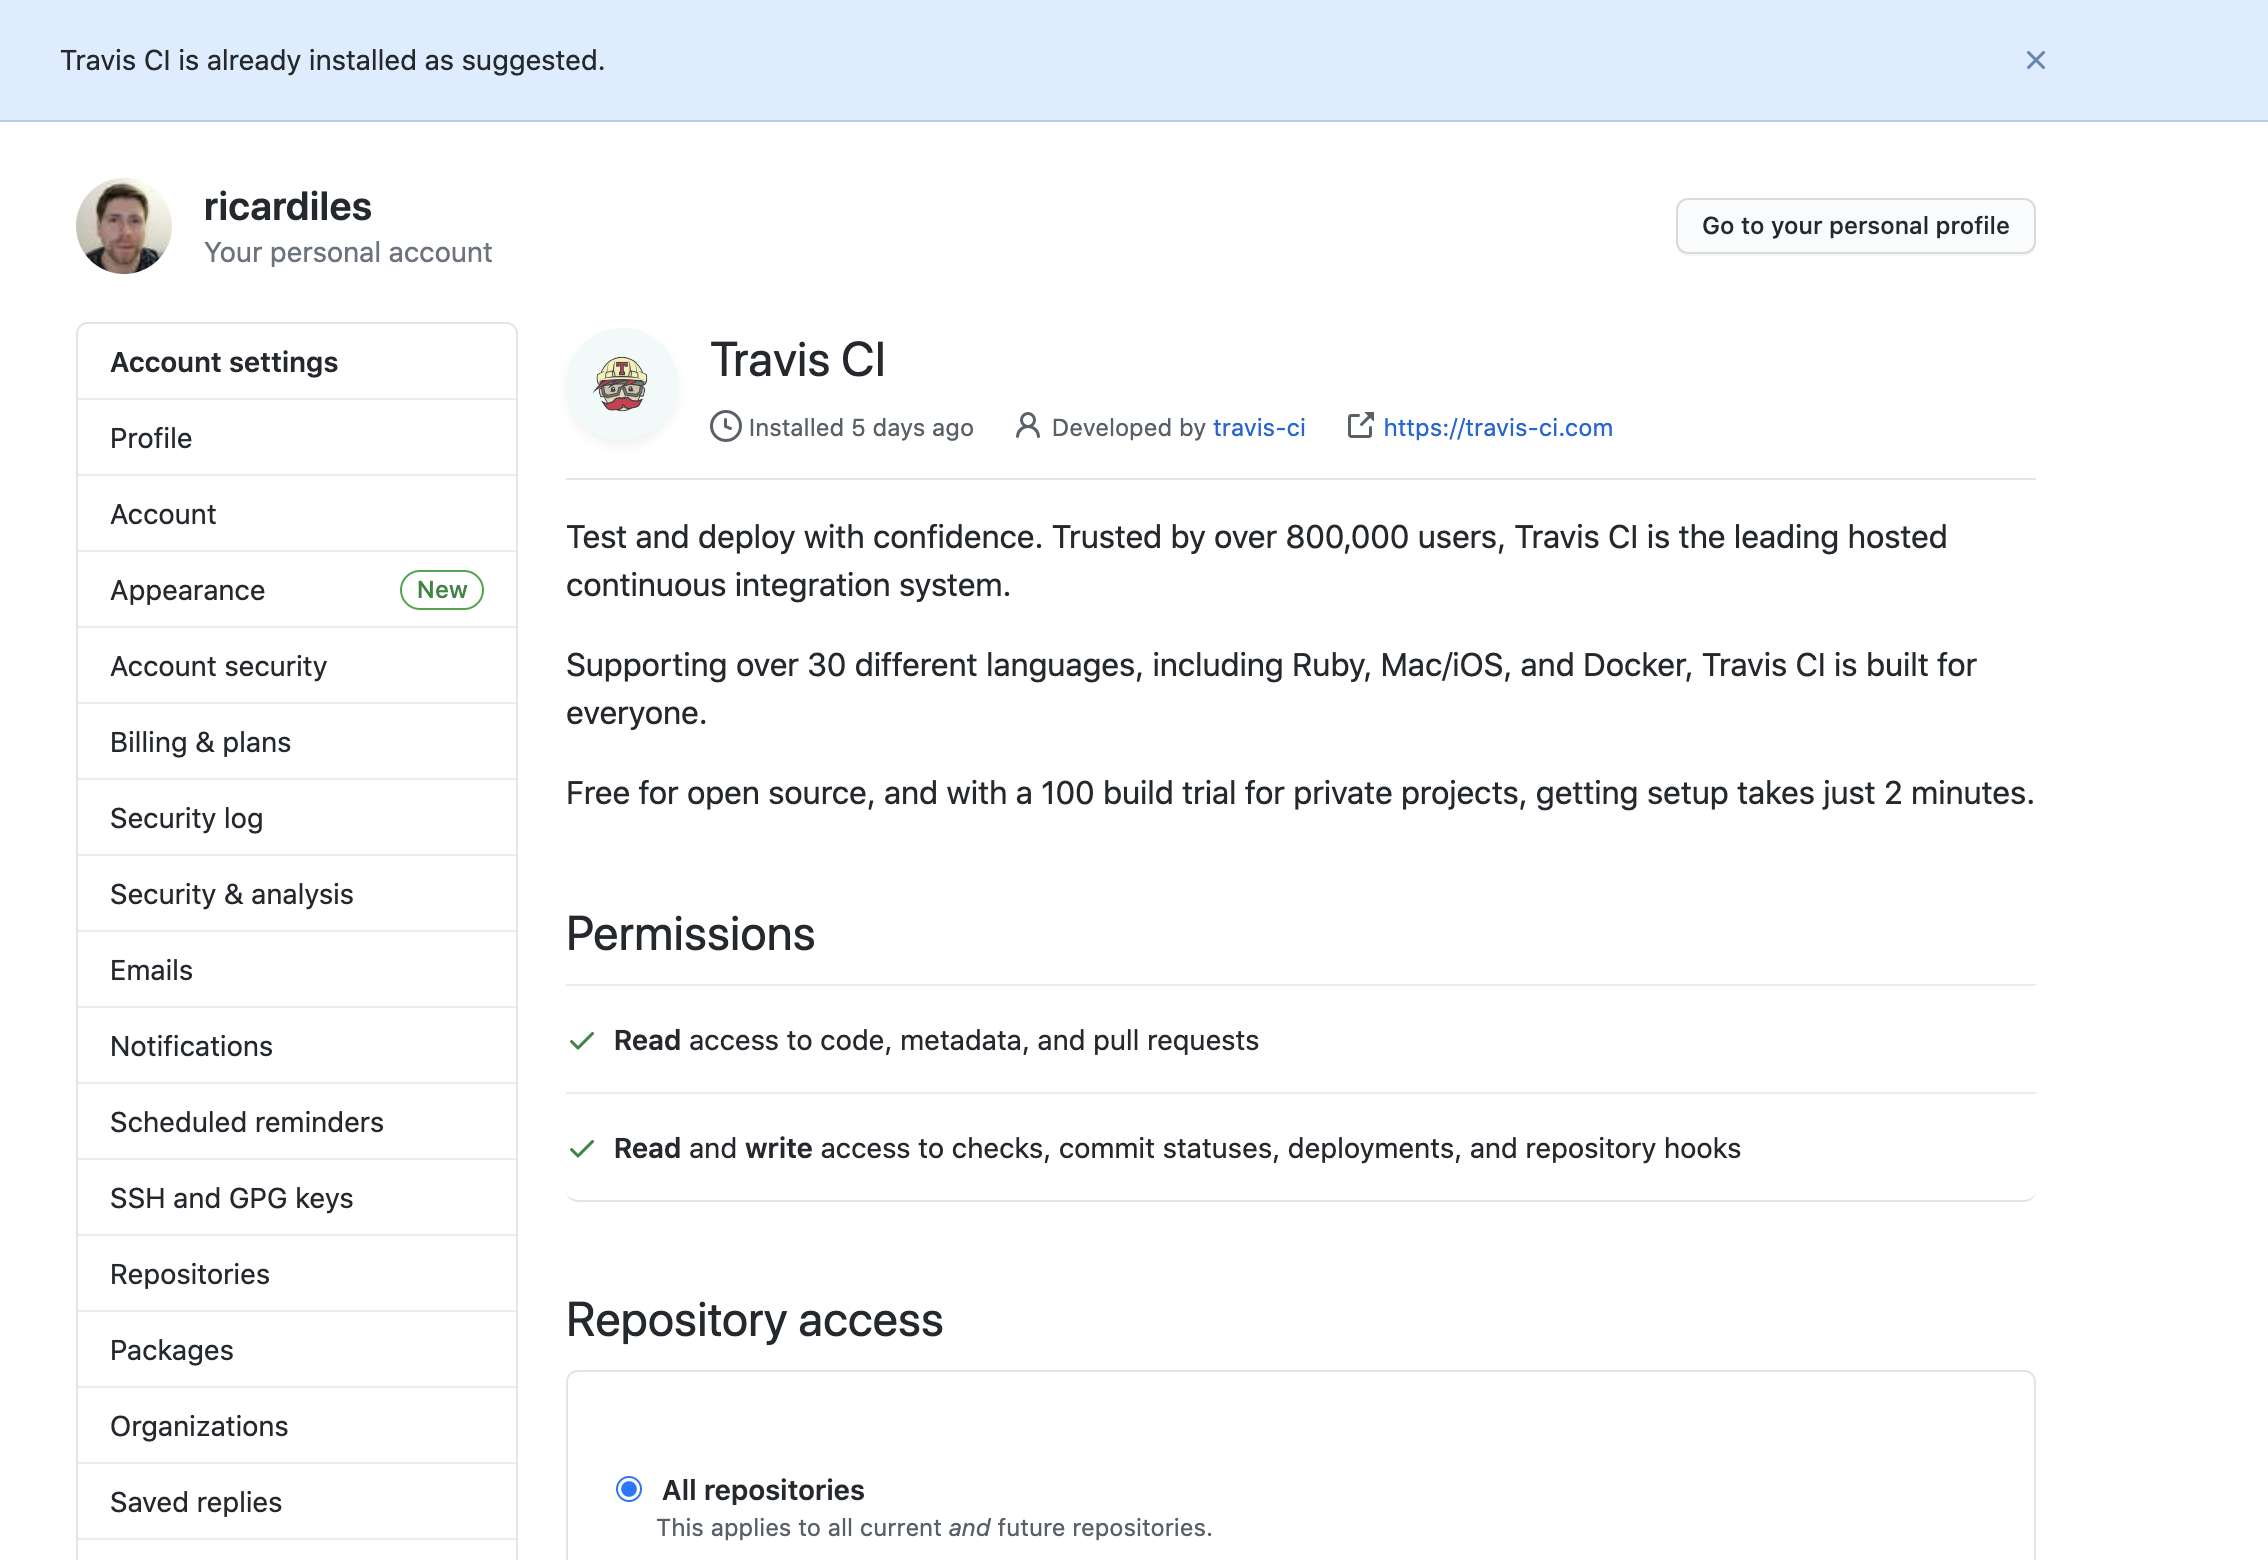 Travis CI is already installed as suggested.
ricardiles
Your personal account
Go to your personal profile
Account settings
Profile
Account
Appearance New
Account security
Billing & plans
Security log
Security & analysis
Emails
Notifications
Scheduled reminders
SSH and GPG keys
Repositories
Packages
Organizations
Saved replies
T
Travis CI
Installed 5 days ago Developed by travis-ci https://travis-ci.com
Test and deploy with confidence. Trusted by over 800,000 users, Travis CI is the leading hosted
continuous integration system.
Supporting over 30 different languages, including Ruby, Mac/iOS, and Docker, Travis CI is built for
everyone.
Free for open source, and with a 100 build trial for private projects, getting setup takes just 2 minutes.
Permissions
Read access to code, metadata, and pull requests
Read and write access to checks, commit statuses, deployments, and repository hooks
Repository access
All repositories
This applies to all current and future repositories.